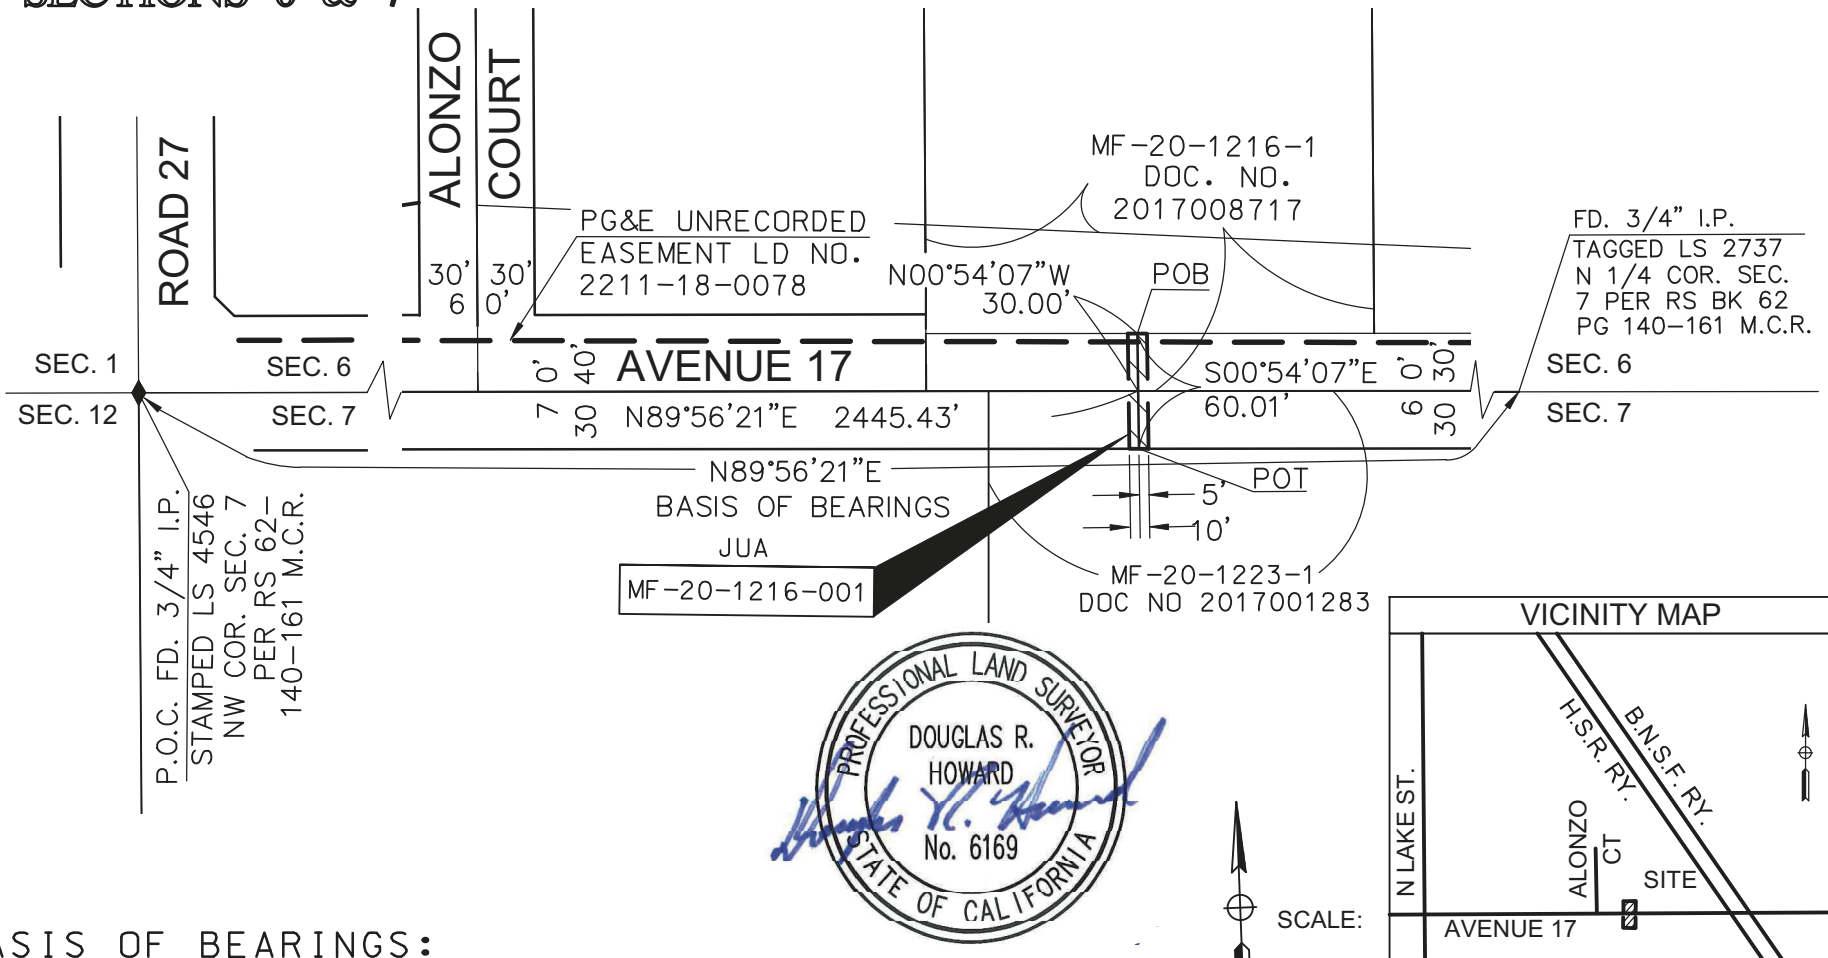 SECTIONS 6 & 7
ROAD 27
ALONZO
COURT
MF-20-1216-1
DOC. NO.
2017008717
PG&E UNRECORDED
EASEMENT LD NO.
2211-18-0078
30' 30'
6 0'
N00°54'07"W
30.00'
POB
FD. 3/4" I.P.
TAGGED LS 2737
N 1/4 COR. SEC.
7 PER RS BK 62
PG 140-161 M.C.R.
SEC. 1
SEC. 6
7 0'
30 40'
AVENUE 17
S00°54'07"E
60.01'
6 0'
30 30'
SEC. 6
SEC. 12
SEC. 7
N89°56'21"E 2445.43'
SEC. 7
N89°56'21"E
BASIS OF BEARINGS
POT
5'
10'
P.O.C. FD. 3/4" I.P.
STAMPED LS 4546
NW COR. SEC. 7
PER RS 62-
140-161 M.C.R.
JUA
MF-20-1216-001
MF-20-1223-1
DOC NO 2017001283
PROFESSIONAL LAND SURVEYOR
DOUGLAS R.
HOWARD
No. 6169
STATE OF CALIFORNIA
Douglas R. Howard
VICINITY MAP
N LAKE ST.
H.S.R. RY.
B.N.S.F. RY.
ALONZO
CT
SITE
AVENUE 17
SCALE:
BASIS OF BEARINGS: